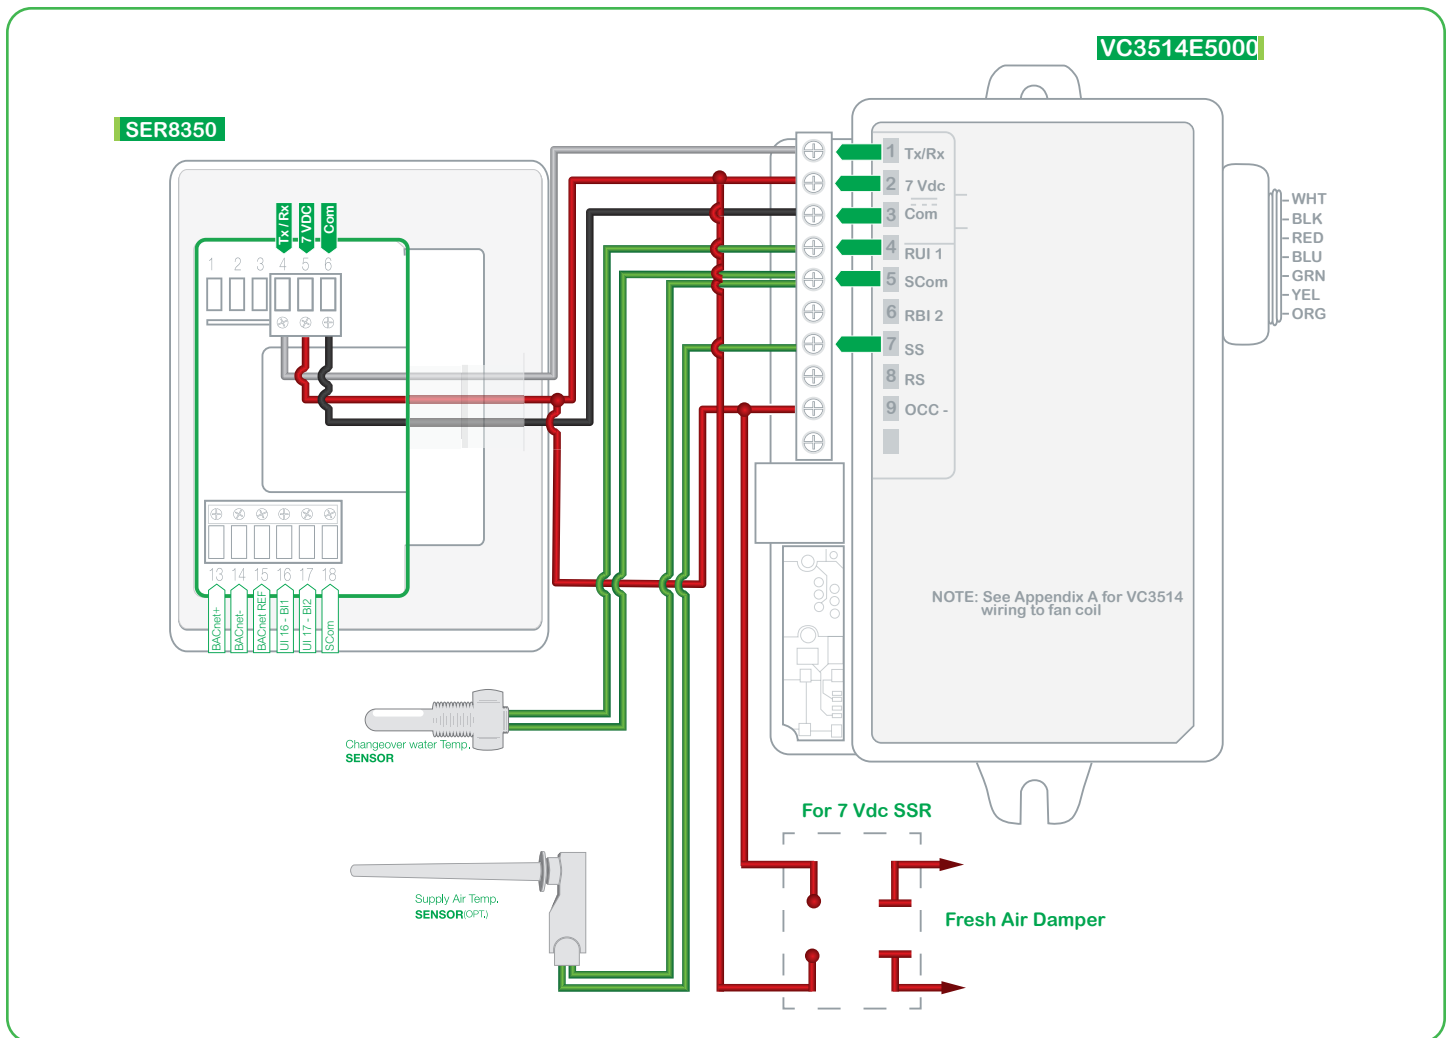 VC3514E5000
SER8350
Tx / Rx
7 VDC
Com
1 2 3 4 5 6
13 14 15 16 17 18
BACnet+
BACnet-
BACnet REF
UI 16 - BI1
UI 17 - BI2
SCom
1 Tx/Rx
2 7 Vdc
3 Com
4 RUI 1
5 SCom
6 RBI 2
7 SS
8 RS
9 OCC -
WHT
BLK
RED
BLU
GRN
YEL
ORG
NOTE: See Appendix A for VC3514
wiring to fan coil
Changeover water Temp.
SENSOR
Supply Air Temp.
SENSOR(OPT.)
For 7 Vdc SSR
Fresh Air Damper